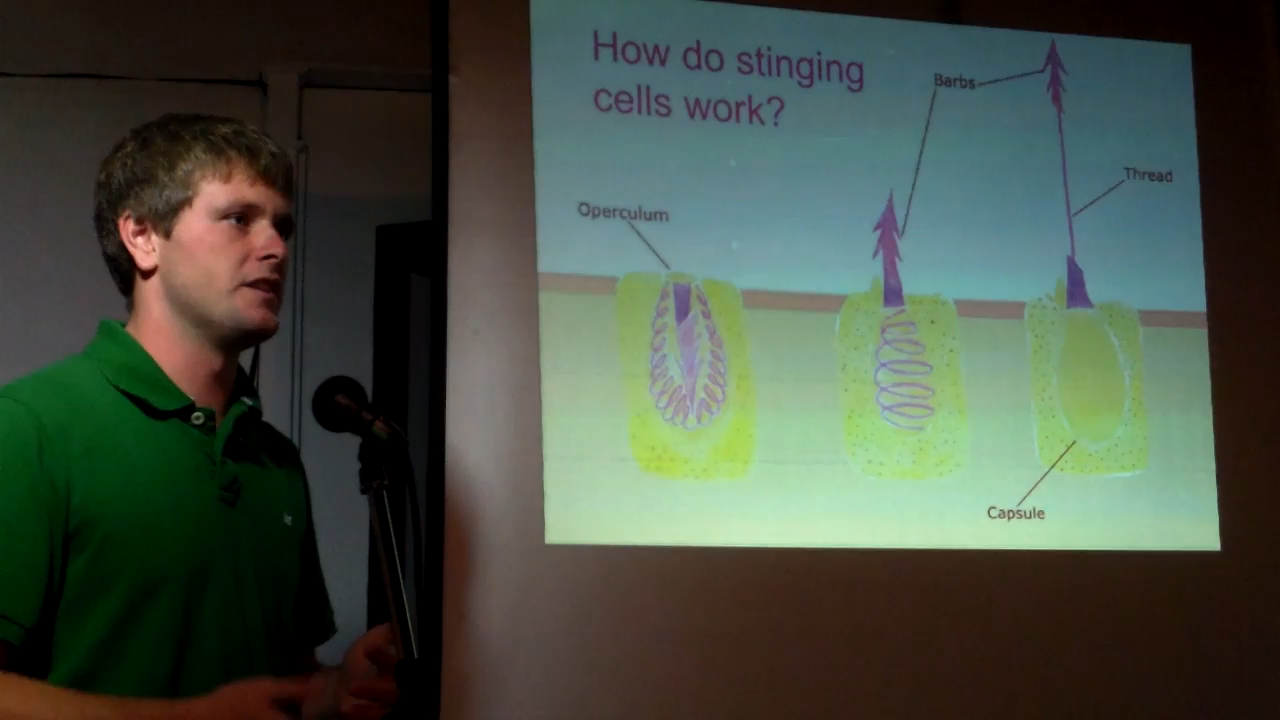 How do stinging
cells work?
Barbs
Thread
Operculum
Capsule